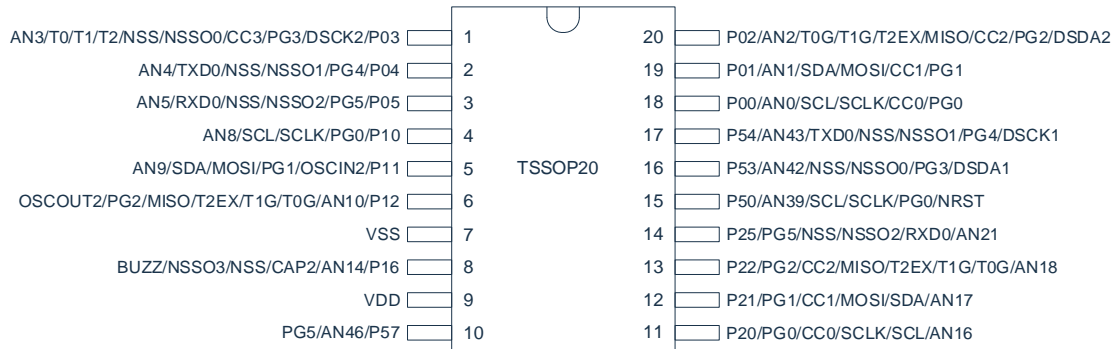 AN3/T0/T1/T2/NSS/NSSO0/CC3/PG3/DSCK2/P03 1 20 P02/AN2/T0G/T1G/T2EX/MISO/CC2/PG2/DSDA2
AN4/TXD0/NSS/NSSO1/PG4/P04 2 19 P01/AN1/SDA/MOSI/CC1/PG1
AN5/RXD0/NSS/NSSO2/PG5/P05 3 18 P00/AN0/SCL/SCLK/CC0/PG0
AN8/SCL/SCLK/PG0/P10 4 17 P54/AN43/TXD0/NSS/NSSO1/PG4/DSCK1
AN9/SDA/MOSI/PG1/OSCIN2/P11 5 TSSOP20 16 P53/AN42/NSS/NSSO0/PG3/DSDA1
OSCOUT2/PG2/MISO/T2EX/T1G/T0G/AN10/P12 6 15 P50/AN39/SCL/SCLK/PG0/NRST
VSS 7 14 P25/PG5/NSS/NSSO2/RXD0/AN21
BUZZ/NSSO3/NSS/CAP2/AN14/P16 8 13 P22/PG2/CC2/MISO/T2EX/T1G/T0G/AN18
VDD 9 12 P21/PG1/CC1/MOSI/SDA/AN17
PG5/AN46/P57 10 11 P20/PG0/CC0/SCLK/SCL/AN16